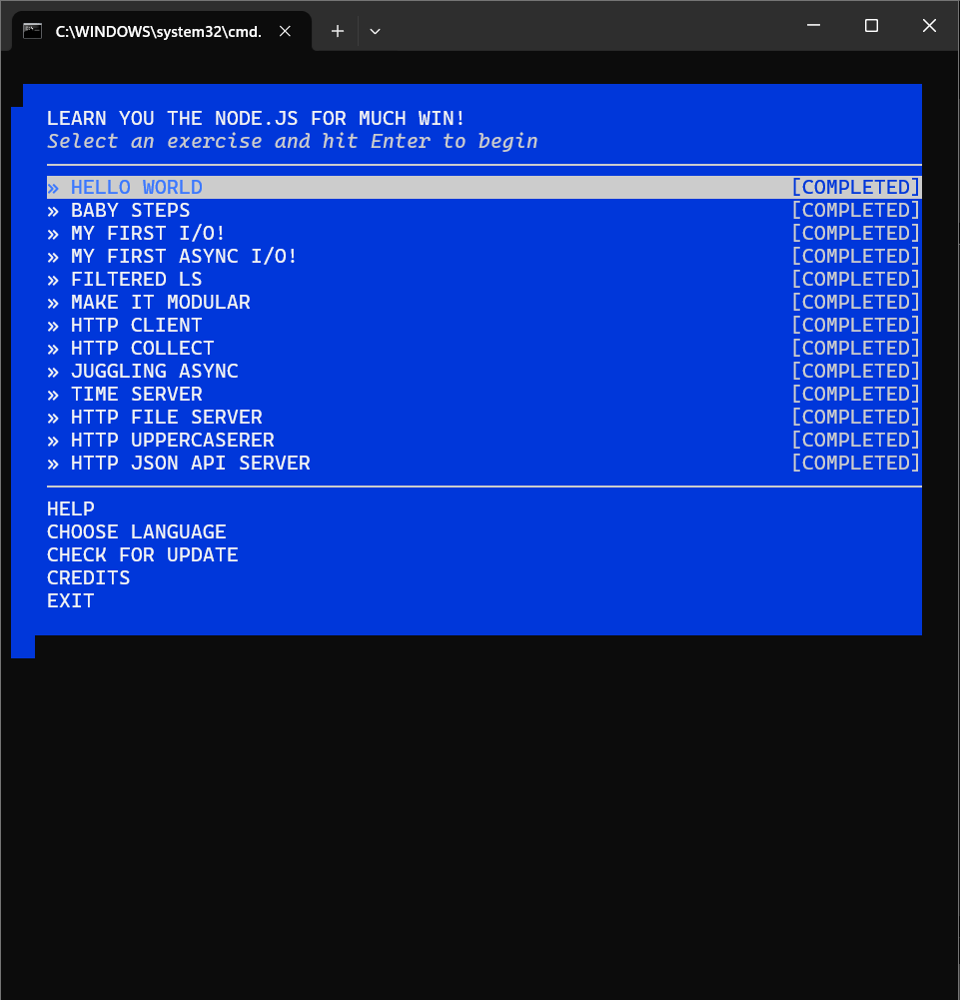 C:\WINDOWS\system32\cmd.
LEARN YOU THE NODE.JS FOR MUCH WIN!
Select an exercise and hit Enter to begin
» HELLO WORLD [COMPLETED]
» BABY STEPS [COMPLETED]
» MY FIRST I/O! [COMPLETED]
» MY FIRST ASYNC I/O! [COMPLETED]
» FILTERED LS [COMPLETED]
» MAKE IT MODULAR [COMPLETED]
» HTTP CLIENT [COMPLETED]
» HTTP COLLECT [COMPLETED]
» JUGGLING ASYNC [COMPLETED]
» TIME SERVER [COMPLETED]
» HTTP FILE SERVER [COMPLETED]
» HTTP UPPERCASERER [COMPLETED]
» HTTP JSON API SERVER [COMPLETED]
HELP
CHOOSE LANGUAGE
CHECK FOR UPDATE
CREDITS
EXIT